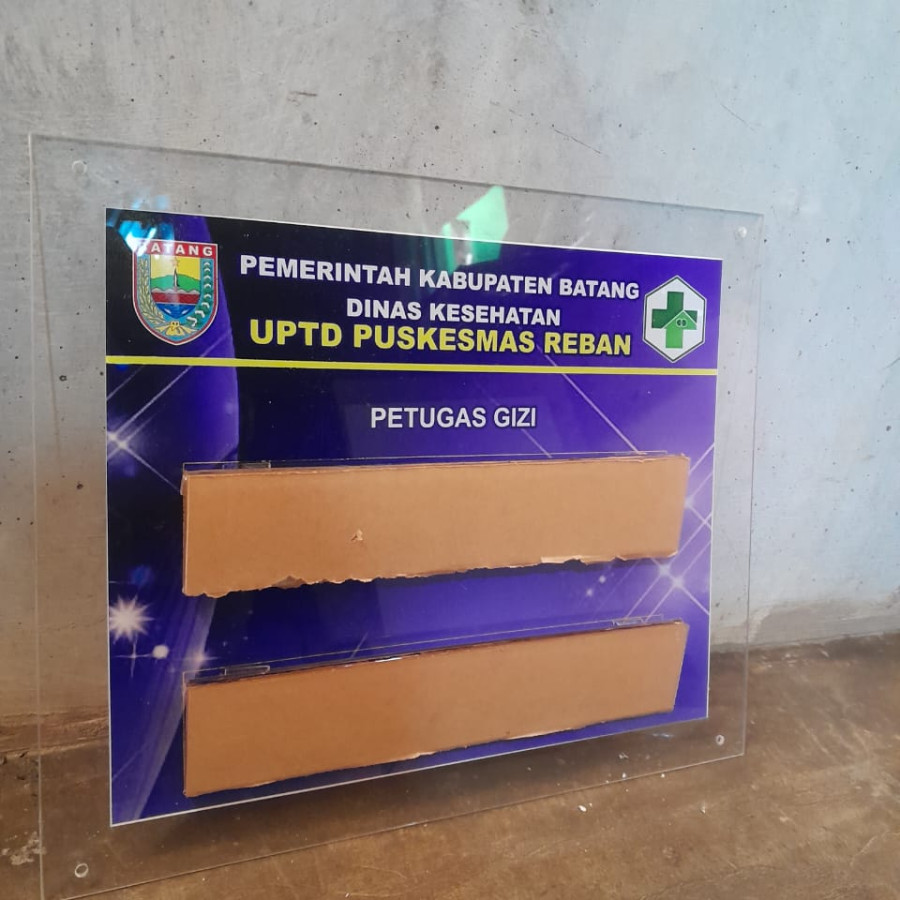 BATANG
PEMERINTAH KABUPATEN BATANG
DINAS KESEHATAN
UPTD PUSKESMAS REBAN
PETUGAS GIZI